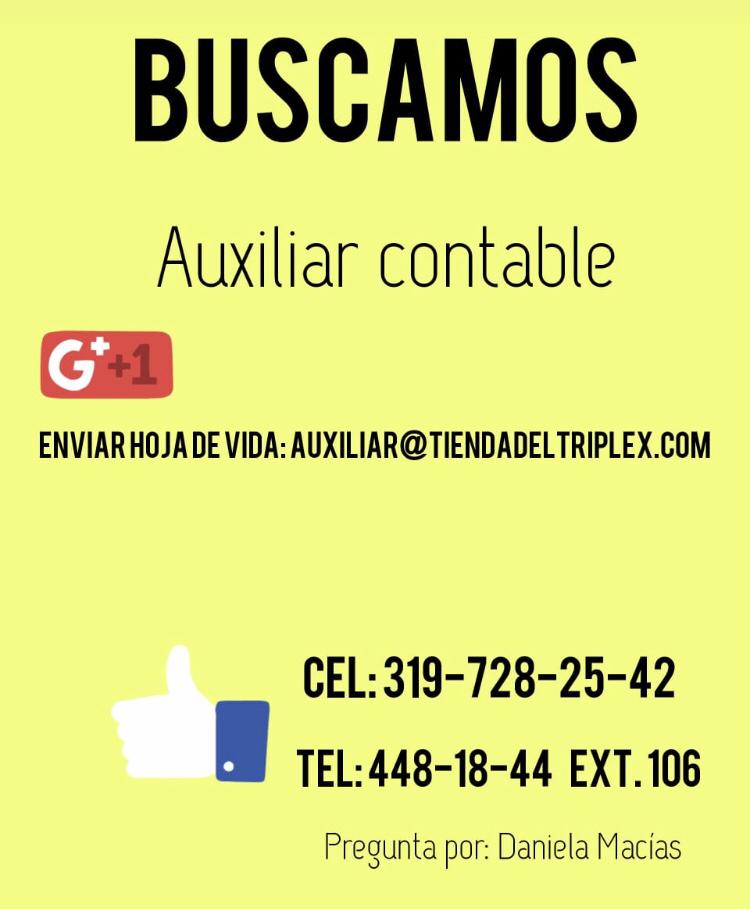 BUSCAMOS
Auxiliar contable
G+ +1
ENVIAR HOJA DE VIDA: AUXILIAR@TIENDADELTRIPLEX.COM
CEL: 319-728-25-42
TEL: 448-18-44 EXT. 106
Pregunta por: Daniela Macías